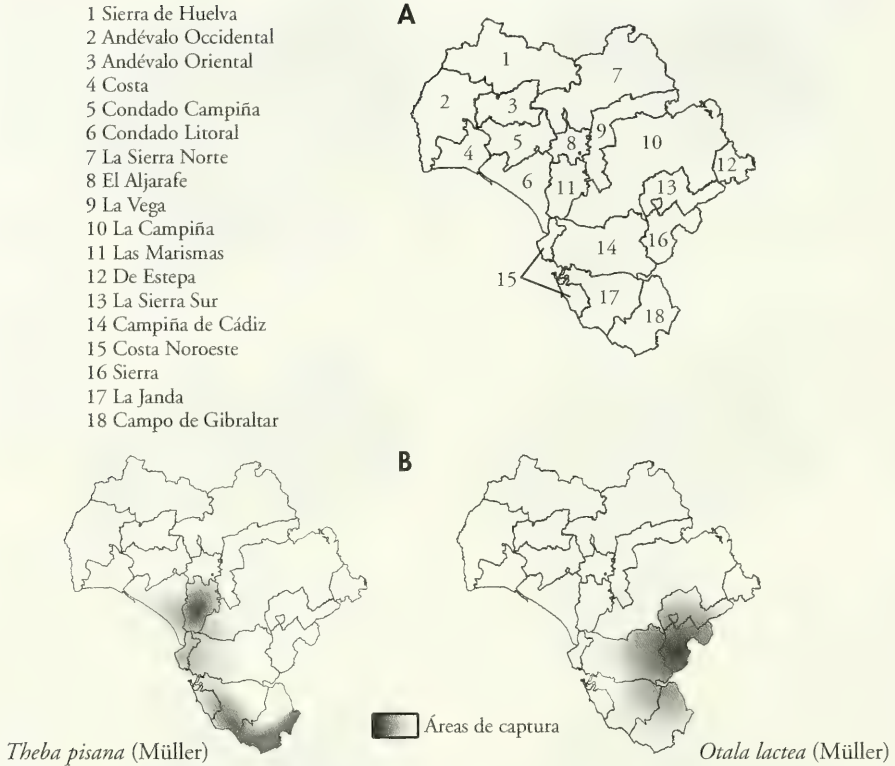 1 Sierra de Huelva
2 Andévalo Occidental
3 Andévalo Oriental
4 Costa
5 Condado Campiña
6 Condado Litoral
7 La Sierra Norte
8 El Aljarafe
9 La Vega
10 La Campiña
11 Las Marismas
12 De Estepa
13 La Sierra Sur
14 Campiña de Cádiz
15 Costa Noroeste
16 Sierra
17 La Janda
18 Campo de Gibraltar
A
1
7
2
3
9
5
8
10
4
12
6
11
13
14
16
15
17
18
B
Áreas de captura
Theba pisana (Müller)
Otala lactea (Müller)